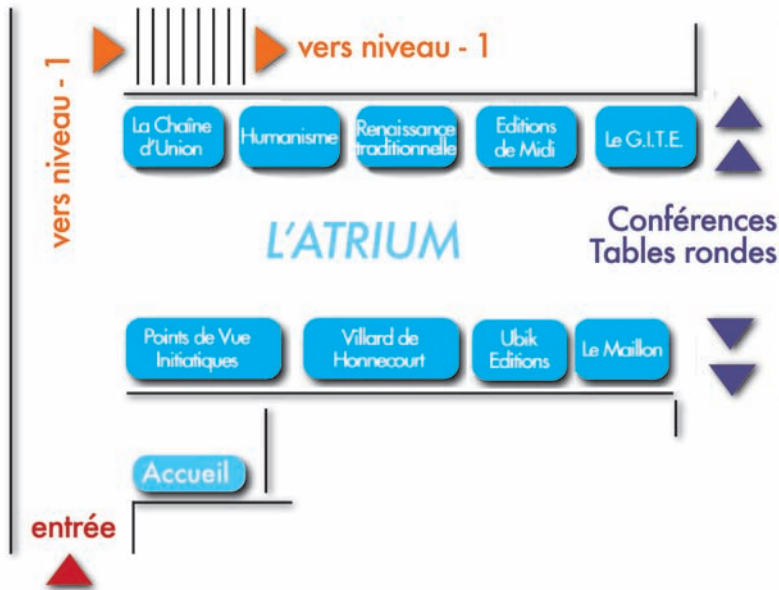 vers niveau - 1
vers niveau - 1
La Chaîne
d'Union
Humanisme
Renaissance
traditionnelle
Editions
de Midi
Le G.I.T.E.
L'ATRIUM
Conférences
Tables rondes
Points de Vue
Initiatiques
Villard de
Honnecourt
Ubik
Editions
Le Maillon
Accueil
entrée